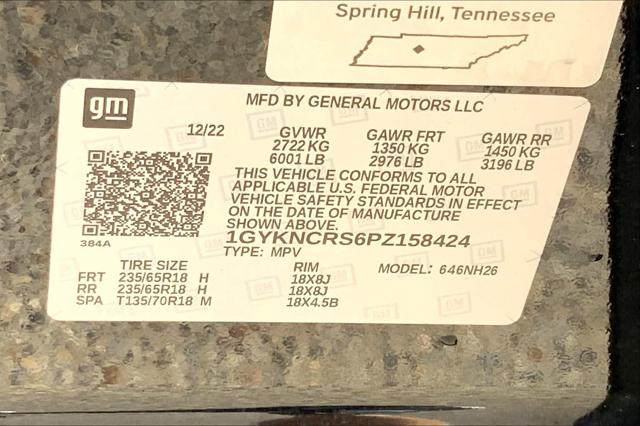 Spring Hill, Tennessee
gm
MFD BY GENERAL MOTORS LLC
12/22 GVWR GAWR FRT GAWR RR
2722 KG 1350 KG 1450 KG
6001 LB 2976 LB 3196 LB
THIS VEHICLE CONFORMS TO ALL
APPLICABLE U.S. FEDERAL MOTOR
VEHICLE SAFETY STANDARDS IN EFFECT
ON THE DATE OF MANUFACTURE
SHOWN ABOVE.
384A
1GYKNCRS6PZ158424
TYPE: MPV
TIRE SIZE RIM MODEL: 646NH26
FRT 235/65R18 H 18X8J
RR 235/65R18 H 18X8J
SPA T135/70R18 M 18X4.5B